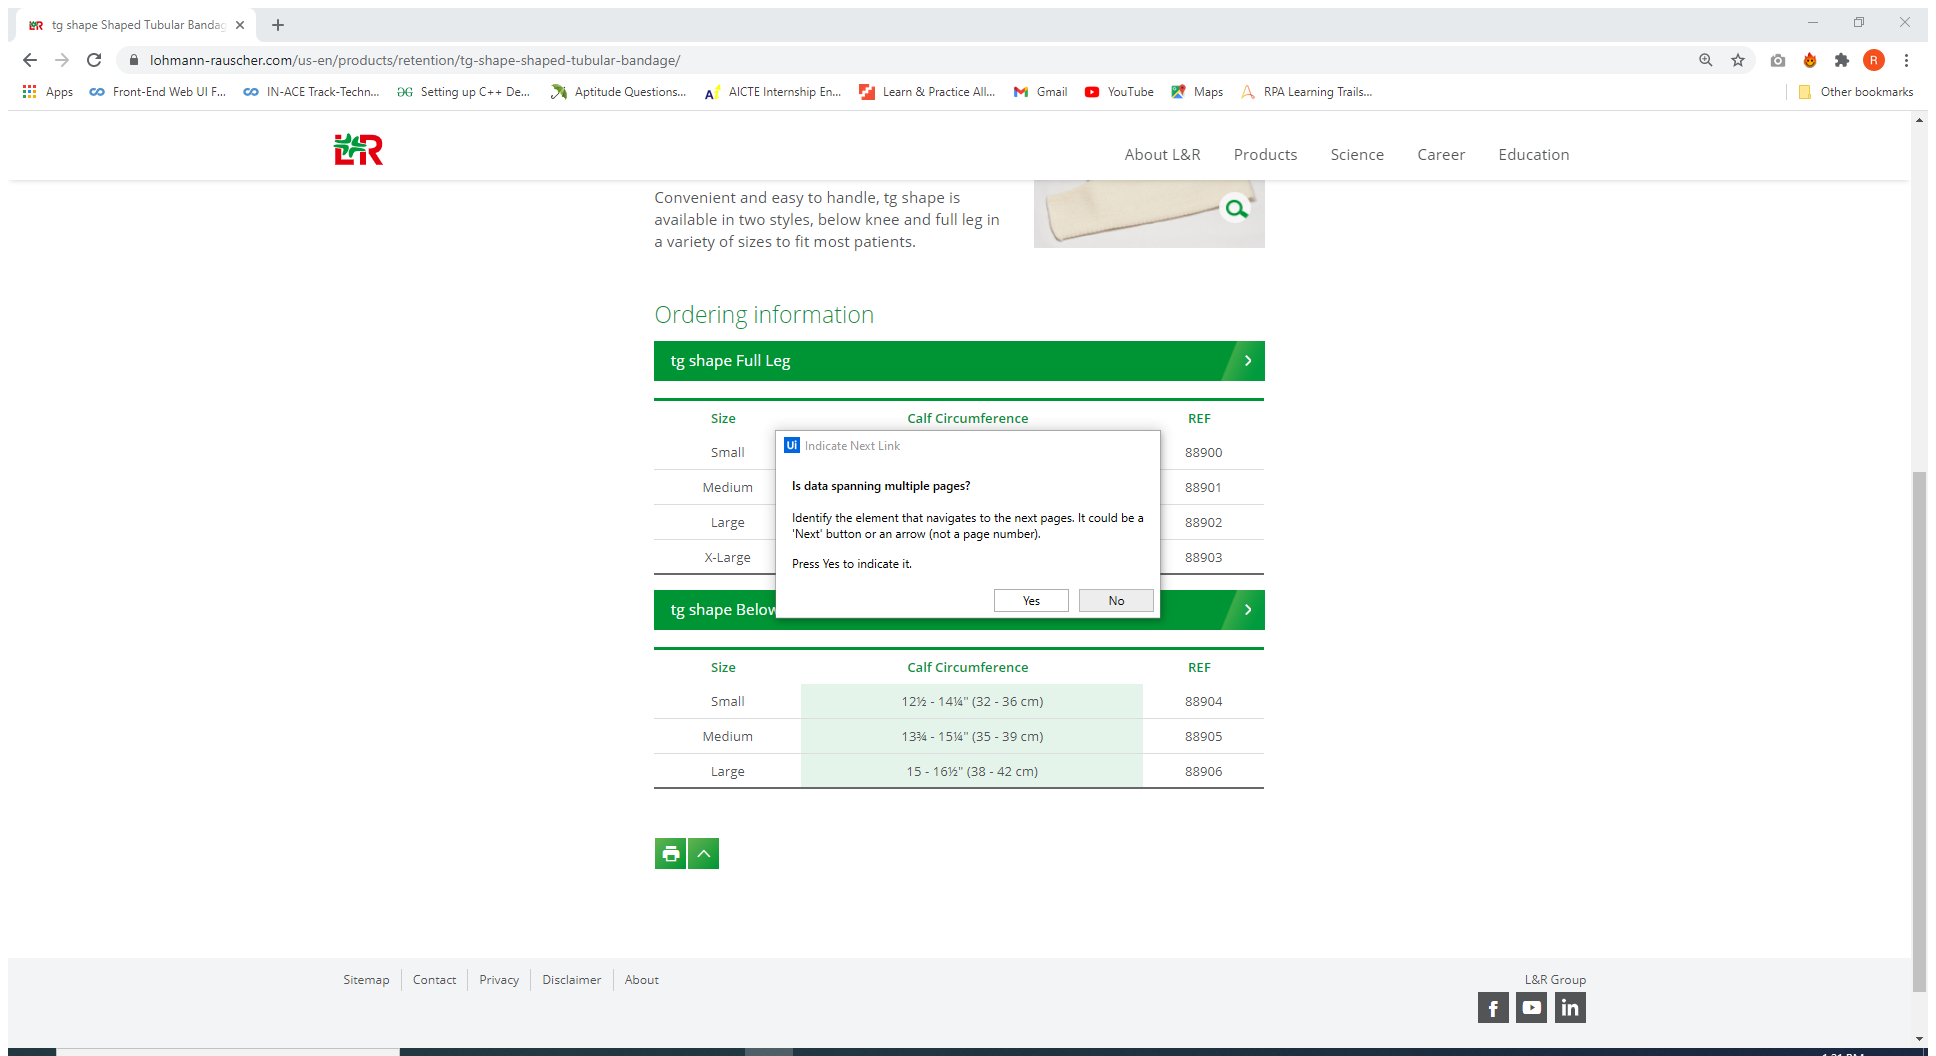 L&R tg shape Shaped Tubular Bandag
lohmann-rauscher.com/us-en/products/retention/tg-shape-shaped-tubular-bandage/
R
Apps Front-End Web UI F... IN-ACE Track-Techn... Setting up C++ De... Aptitude Questions... AICTE Internship En... Learn & Practice All... Gmail YouTube Maps RPA Learning Trails... Other bookmarks
L&R About L&R Products Science Career Education
Convenient and easy to handle, tg shape is
available in two styles, below knee and full leg in
a variety of sizes to fit most patients.
Ordering information
tg shape Full Leg
Size Calf Circumference REF
Small 88900
Medium 88901
Large 88902
X-Large 88903
Ui Indicate Next Link
Is data spanning multiple pages?
Identify the element that navigates to the next pages. It could be a
'Next' button or an arrow (not a page number).
Press Yes to indicate it.
Yes No
tg shape Below
Size Calf Circumference REF
Small 12½ - 14¼" (32 - 36 cm) 88904
Medium 13¾ - 15¼" (35 - 39 cm) 88905
Large 15 - 16½" (38 - 42 cm) 88906
Sitemap Contact Privacy Disclaimer About L&R Group
f in